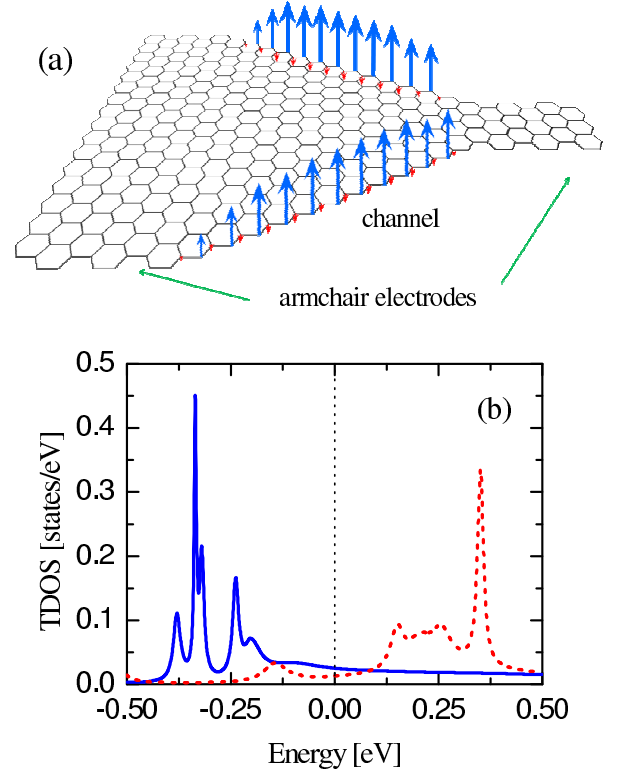 (a)
channel
armchair electrodes
0.5
(b)
0.4
0.3
0.2
0.1
0.0
TDOS [states/eV]
-0.50 -0.25 0.00 0.25 0.50
Energy [eV]